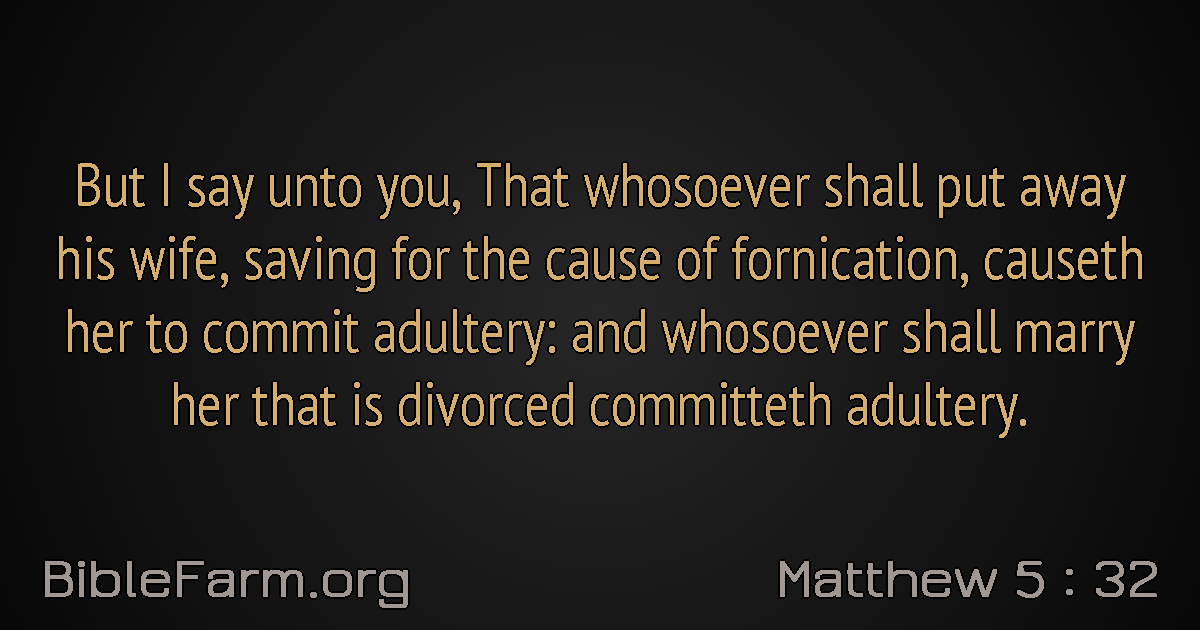 But I say unto you, That whosoever shall put away
his wife, saving for the cause of fornication, causeth
her to commit adultery: and whosoever shall marry
her that is divorced committeth adultery.
BibleFarm.org
Matthew 5 : 32